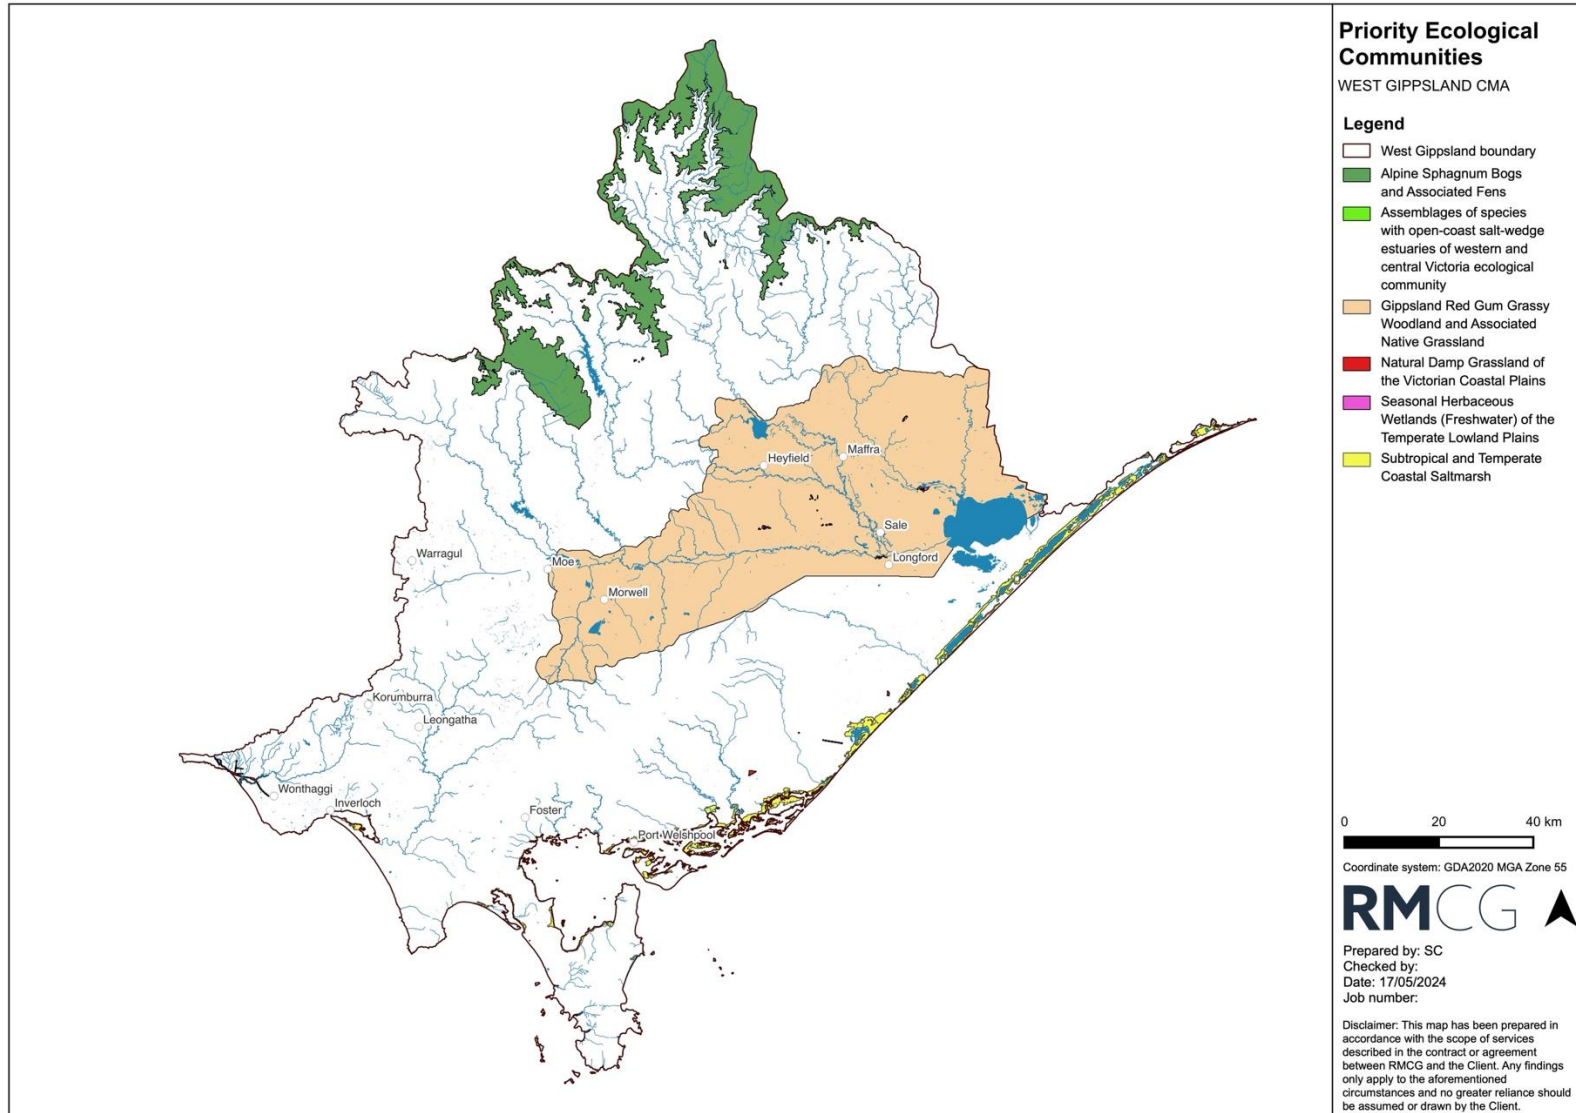 Priority Ecological
Communities
WEST GIPPSLAND CMA
Legend
West Gippsland boundary
Alpine Sphagnum Bogs
and Associated Fens
Assemblages of species
with open-coast salt-wedge
estuaries of western and
central Victoria ecological
community
Gippsland Red Gum Grassy
Woodland and Associated
Native Grassland
Natural Damp Grassland of
the Victorian Coastal Plains
Seasonal Herbaceous
Wetlands (Freshwater) of the
Temperate Lowland Plains
Subtropical and Temperate
Coastal Saltmarsh
Heyfield
Maffra
Sale
Longford
Warragul
Moe
Morwell
Korumburra
Leongatha
Wonthaggi
Inverloch
Foster
Port Welshpool
0 20 40 km
Coordinate system: GDA2020 MGA Zone 55
RMCG
Prepared by: SC
Checked by:
Date: 17/05/2024
Job number:
Disclaimer: This map has been prepared in
accordance with the scope of services
described in the contract or agreement
between RMCG and the Client. Any findings
only apply to the aforementioned
circumstances and no greater reliance should
be assumed or drawn by the Client.